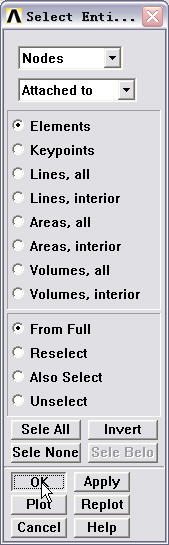 Select Enti...
Nodes
Attached to
Elements
Keypoints
Lines, all
Lines, interior
Areas, all
Areas, interior
Volumes, all
Volumes, interior
From Full
Reselect
Also Select
Unselect
Sele All Invert
Sele None Sele Belo
OK Apply
Plot Replot
Cancel Help